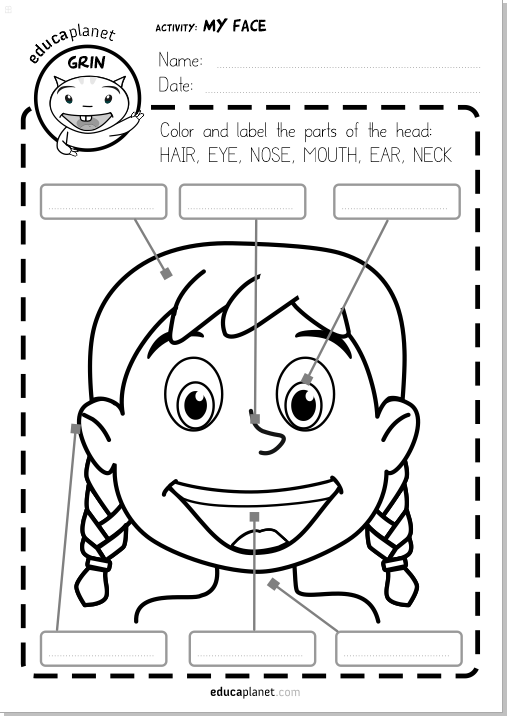 educaplanet
GRIN
ACTIVITY: MY FACE
Name:
Date:
Color and label the parts of the head:
HAIR, EYE, NOSE, MOUTH, EAR, NECK
educaplanet.com